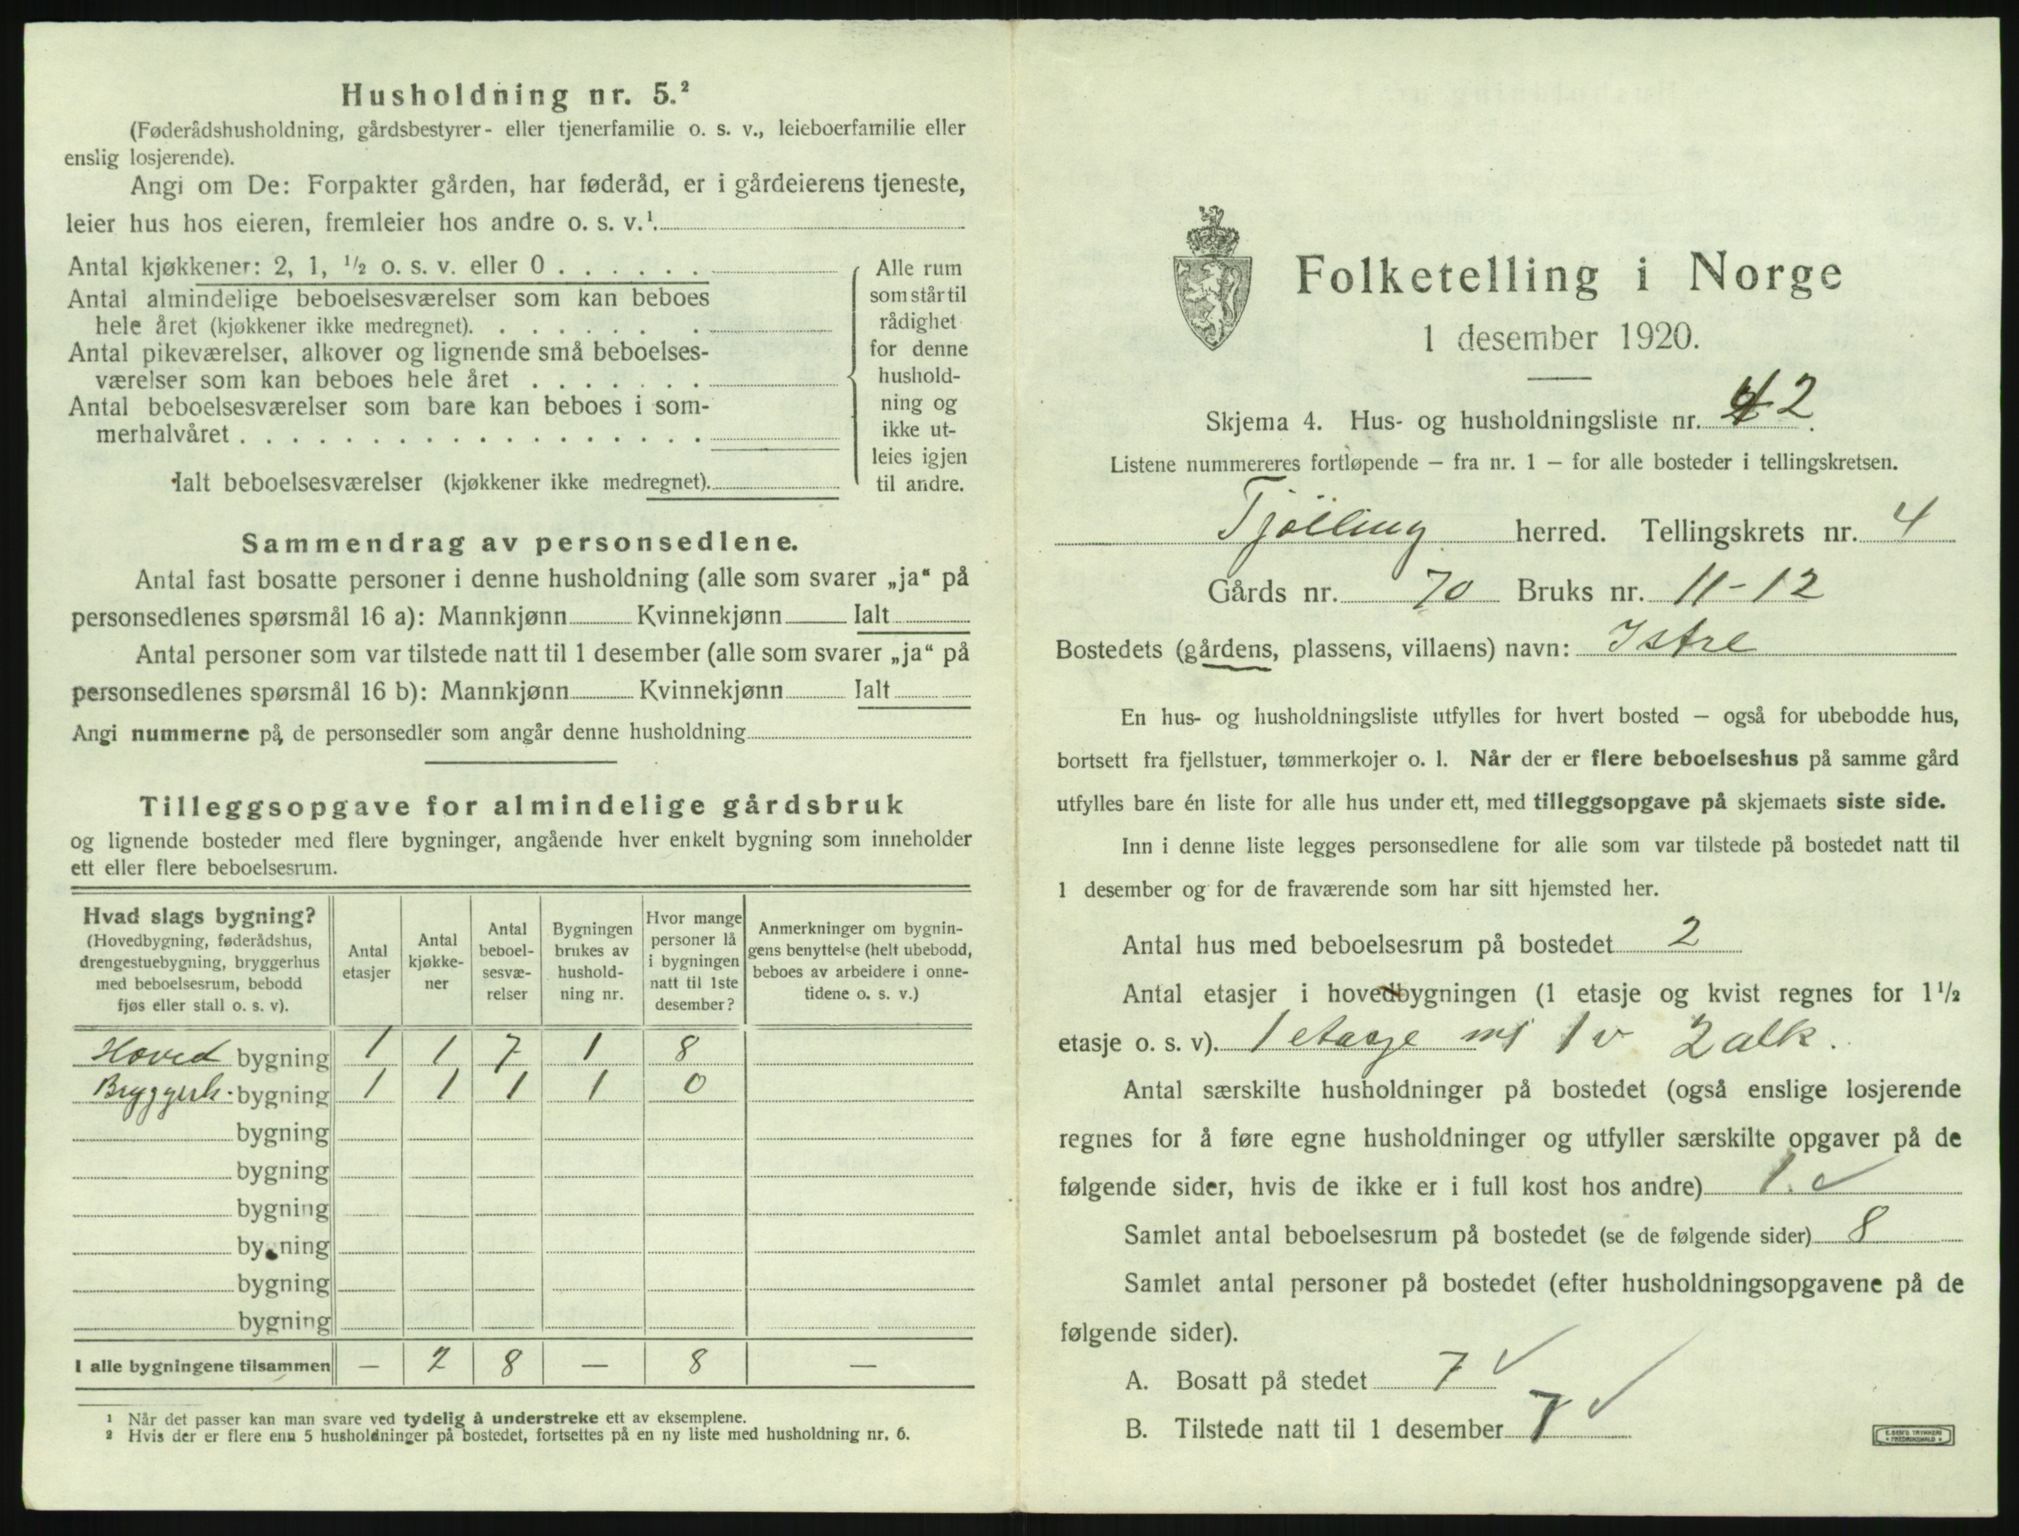 Husholdning nr. 5.²
(Føderådshusholdning, gårdsbestyrer- eller tjenerfamilie o. s. v., leieboerfamilie eller
enslig losjerende).
Angi om De: Forpakter gården, har føderåd, er i gårdeierens tjeneste,
leier hus hos eieren, fremleier hos andre o. s. v.¹.
Antal kjøkkener: 2, 1, ½ o. s. v. eller 0 . . . . . .
Antal almindelige beboelsesværelser som kan beboes
hele året (kjøkkener ikke medregnet). . . . . . . .
Antal pikeværelser, alkover og lignende små beboelses-
værelser som kan beboes hele året . . . . . . .
Antal beboelsesværelser som bare kan beboes i som-
merhalvåret . . . . . . . . . . . . . . . . . .
Ialt beboelsesværelser (kjøkkener ikke medregnet).
Alle rum
som står til
rådighet
for denne
hushold-
ning og
ikke ut-
leies igjen
til andre.
Sammendrag av personsedlene.
Antal fast bosatte personer i denne husholdning (alle som svarer „ja“ på
personsedlenes spørsmål 16 a): Mannkjønn Kvinnekjønn Ialt
Antal personer som var tilstede natt til 1 desember (alle som svarer „ja“ på
personsedlenes spørsmål 16 b): Mannkjønn Kvinnekjønn Ialt
Angi nummerne på de personsedler som angår denne husholdning
Tilleggsopgave for almindelige gårdsbruk
og lignende bosteder med flere bygninger, angående hver enkelt bygning som inneholder
ett eller flere beboelsesrum.
Hvad slags bygning?
(Hovedbygning, føderådshus,
drengestuebygning, bryggerhus
med beboelsesrum, bebodd
fjøs eller stall o. s. v).
Antal
etasjer
Antal
kjøkke-
ner
Antal
beboel-
sesvæ-
relser
Bygningen
brukes av
hushold-
ning nr.
Hvor mange
personer lå
i bygningen
natt til 1ste
desember?
Anmerkninger om bygnin-
gens benyttelse (helt ubebodd,
beboes av arbeidere i onne-
tidene o. s. v.)
Hoved bygning 1 1 7 1 8
Bryggerh. bygning 1 1 1 1 0
bygning
bygning
bygning
bygning
bygning
bygning
I alle bygningene tilsammen — 2 8 — 8 —
¹ Når det passer kan man svare ved tydelig å understreke ett av eksemplene.
² Hvis der er flere enn 5 husholdninger på bostedet, fortsettes på en ny liste med husholdning nr. 6.
Folketelling i Norge
1 desember 1920.
Skjema 4. Hus- og husholdningsliste nr. 42.
Listene nummereres fortløpende – fra nr. 1 – for alle bosteder i tellingskretsen.
Tjølling herred. Tellingskrets nr. 4
Gårds nr. 70 Bruks nr. 11-12
Bostedets (gårdens, plassens, villaens) navn: Istre
En hus- og husholdningsliste utfylles for hvert bosted – også for ubebodde hus,
bortsett fra fjellstuer, tømmerkojer o. l. Når der er flere beboelseshus på samme gård
utfylles bare én liste for alle hus under ett, med tilleggsopgave på skjemaets siste side.
Inn i denne liste legges personsedlene for alle som var tilstede på bostedet natt til
1 desember og for de fraværende som har sitt hjemsted her.
Antal hus med beboelsesrum på bostedet 2
Antal etasjer i hovedbygningen (1 etasje og kvist regnes for 1½
etasje o. s. v). 1 etasje m/ 1 v 2 alk.
Antal særskilte husholdninger på bostedet (også enslige losjerende
regnes for å føre egne husholdninger og utfyller særskilte opgaver på de
følgende sider, hvis de ikke er i full kost hos andre) 1. ✓
Samlet antal beboelsesrum på bostedet (se de følgende sider) 8
Samlet antal personer på bostedet (efter husholdningsopgavene på de
følgende sider).
A. Bosatt på stedet 7 ✓
B. Tilstede natt til 1 desember 7 ✓